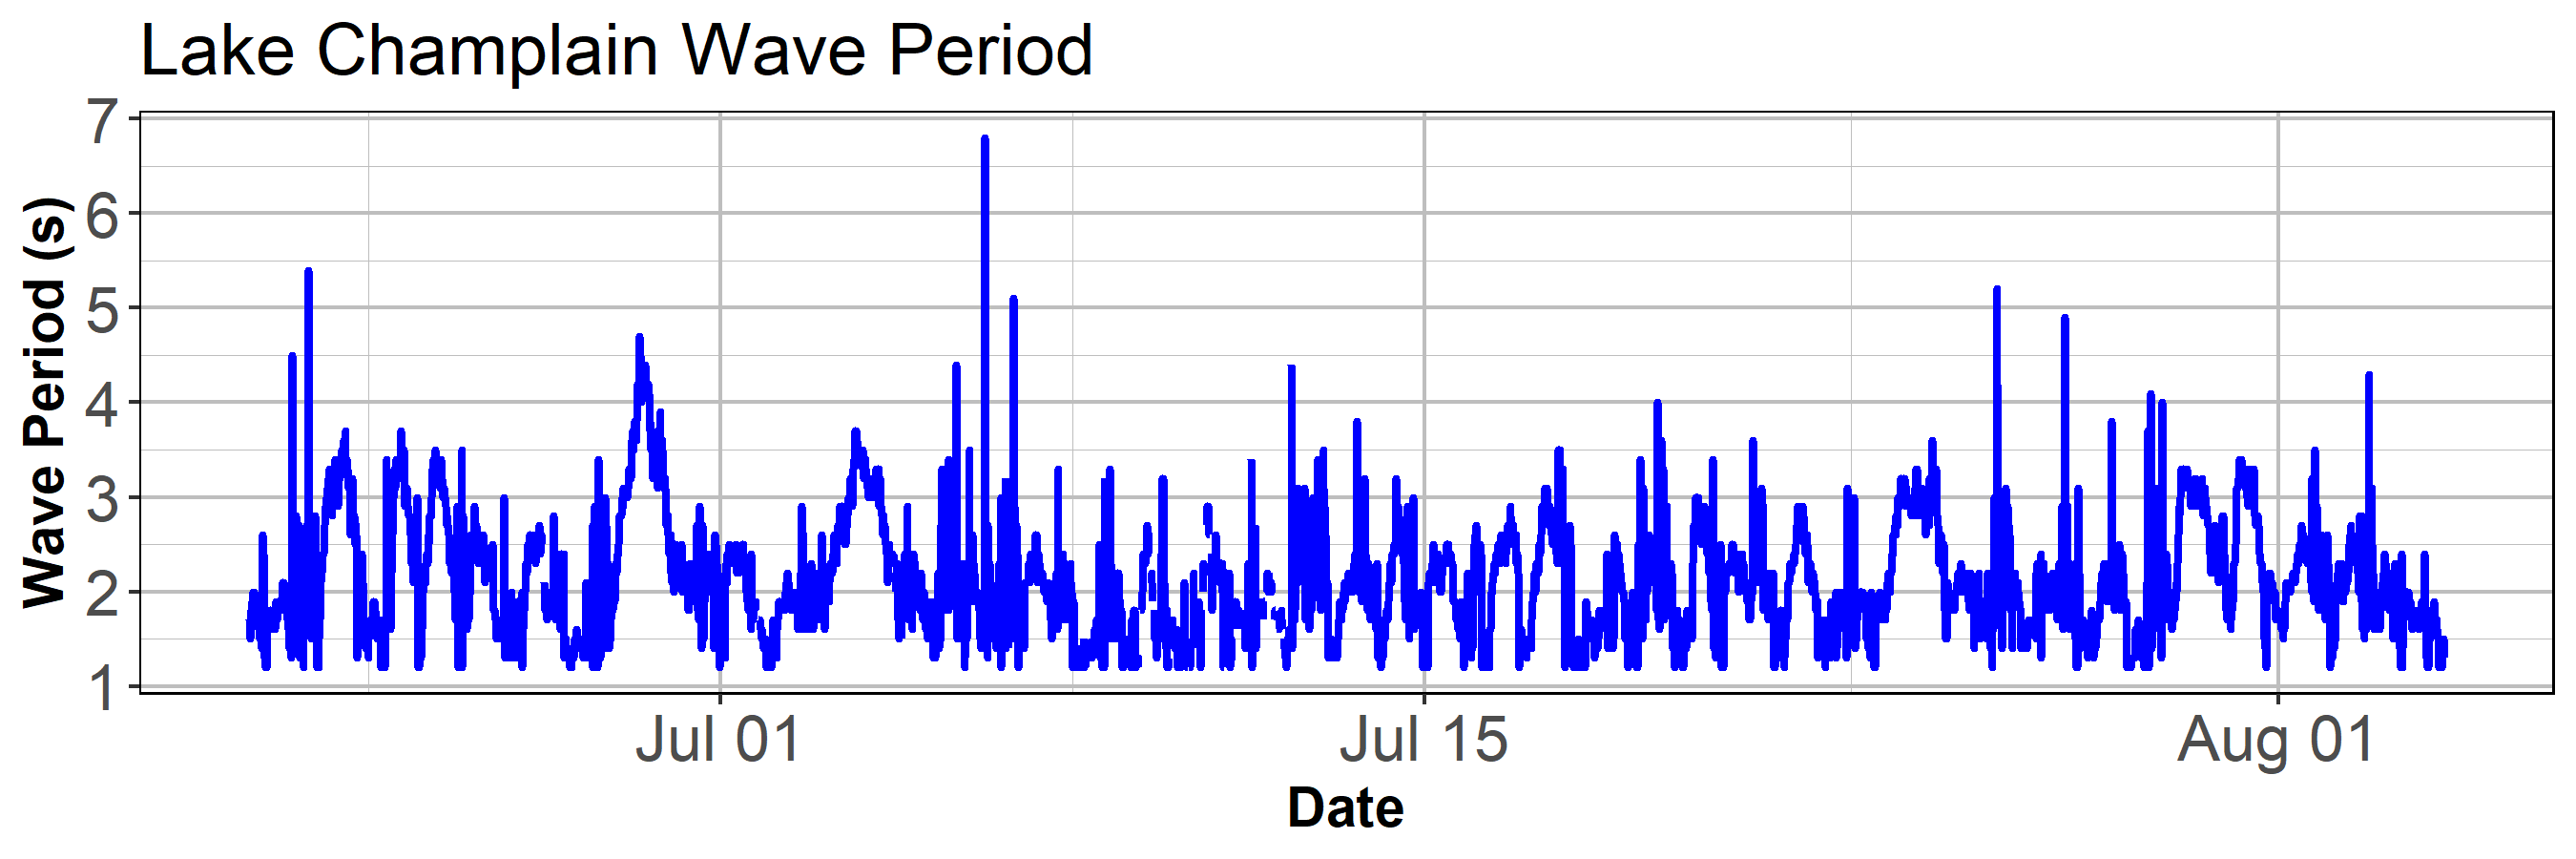 Lake Champlain Wave Period
7
6
5
4
3
2
1
Wave Period (s)
Jul 01
Jul 15
Aug 01
Date